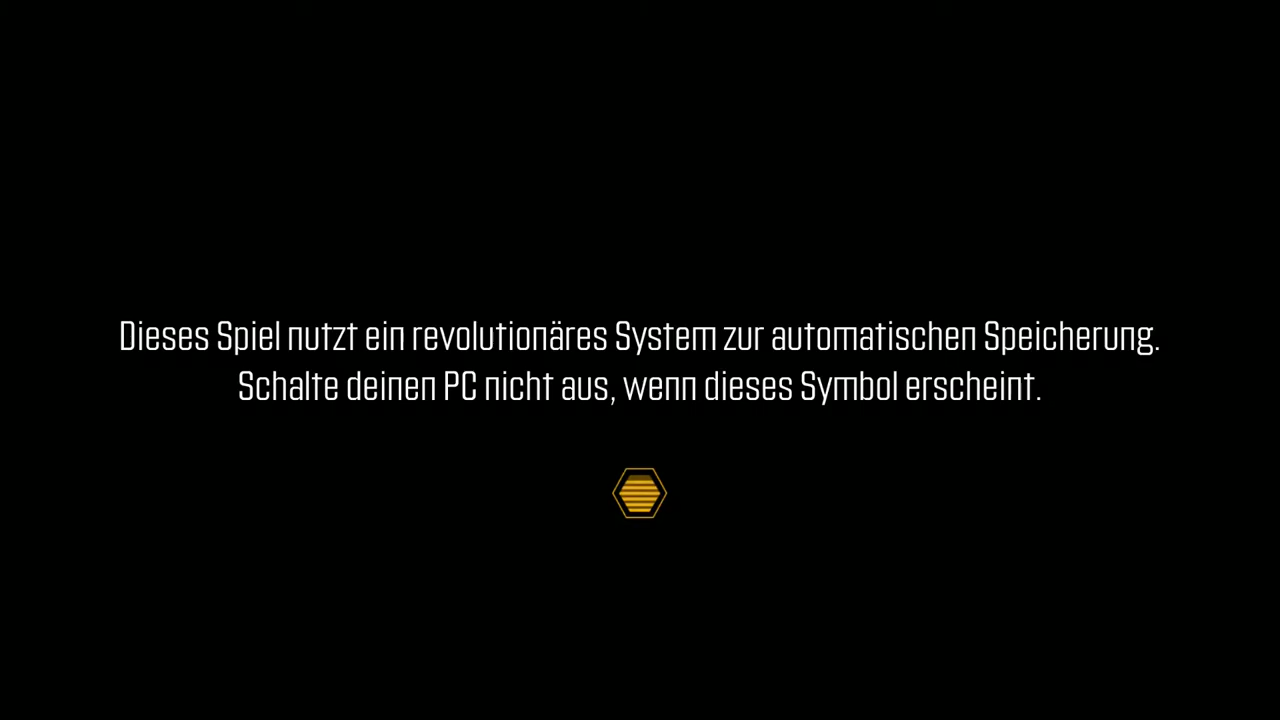 Dieses Spiel nutzt ein revolutionäres System zur automatischen Speicherung.
Schalte deinen PC nicht aus, wenn dieses Symbol erscheint.